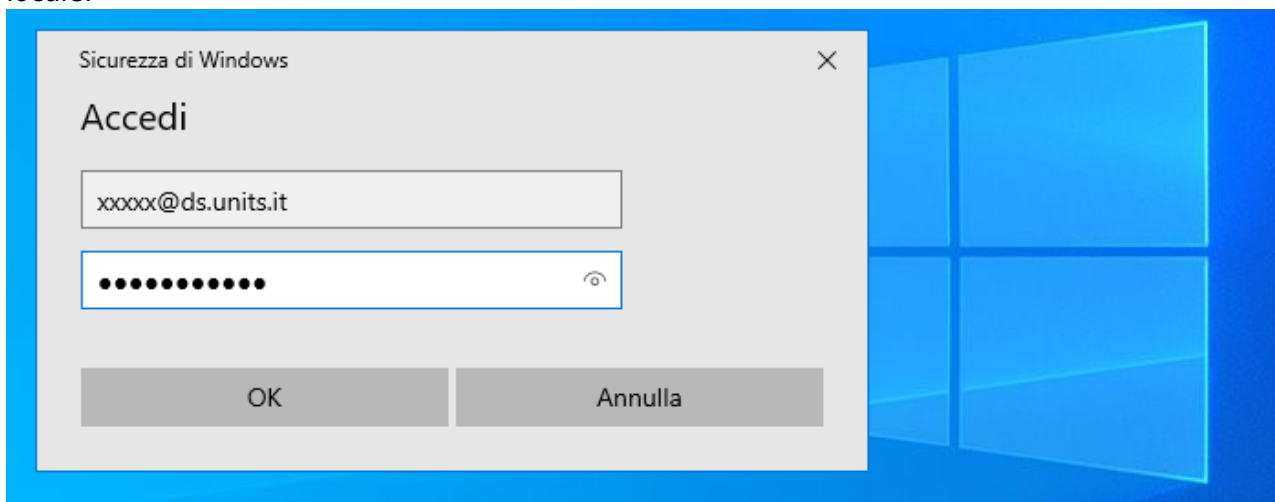 Sicurezza di Windows
Accedi
xxxxx@ds.units.it
•••••••••••
OK
Annulla